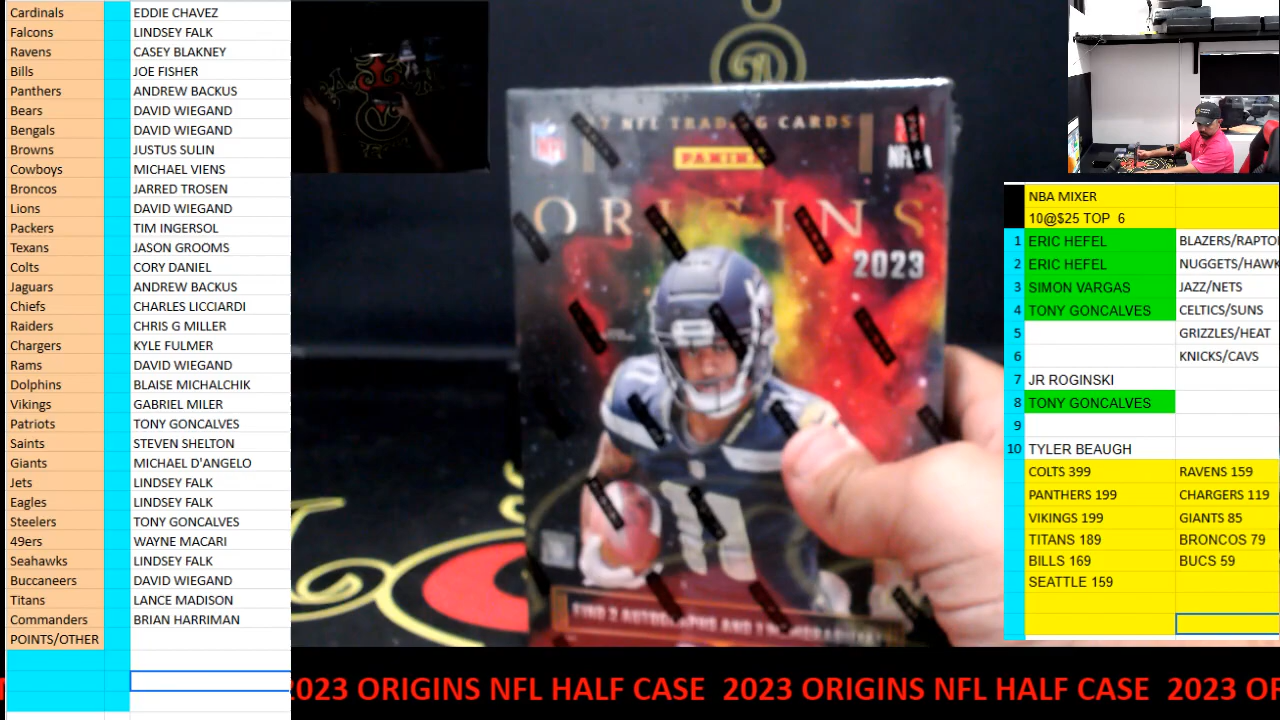 Cardinals EDDIE CHAVEZ
Falcons LINDSEY FALK
Ravens CASEY BLAKNEY
Bills JOE FISHER
Panthers ANDREW BACKUS
Bears DAVID WIEGAND
Bengals DAVID WIEGAND
Browns JUSTUS SULIN
Cowboys MICHAEL VIENS
Broncos JARRED TROSEN
Lions DAVID WIEGAND
Packers TIM INGERSOL
Texans JASON GROOMS
Colts CORY DANIEL
Jaguars ANDREW BACKUS
Chiefs CHARLES LICCIARDI
Raiders CHRIS G MILLER
Chargers KYLE FULMER
Rams DAVID WIEGAND
Dolphins BLAISE MICHALCHIK
Vikings GABRIEL MILER
Patriots TONY GONCALVES
Saints STEVEN SHELTON
Giants MICHAEL D'ANGELO
Jets LINDSEY FALK
Eagles LINDSEY FALK
Steelers TONY GONCALVES
49ers WAYNE MACARI
Seahawks LINDSEY FALK
Buccaneers DAVID WIEGAND
Titans LANCE MADISON
Commanders BRIAN HARRIMAN
POINTS/OTHER
7 NFL TRADING CARDS
NFL
PANINI
ORIGINS
2023
11
FIND 2 AUTOGRAPHS AND
NBA MIXER
10@$25 TOP 6
1 ERIC HEFEL BLAZERS/RAPTO
2 ERIC HEFEL NUGGETS/HAWK
3 SIMON VARGAS JAZZ/NETS
4 TONY GONCALVES CELTICS/SUNS
5 GRIZZLES/HEAT
6 KNICKS/CAVS
7 JR ROGINSKI
8 TONY GONCALVES
9
10 TYLER BEAUGH
COLTS 399 RAVENS 159
PANTHERS 199 CHARGERS 119
VIKINGS 199 GIANTS 85
TITANS 189 BRONCOS 79
BILLS 169 BUCS 59
SEATTLE 159
2023 ORIGINS NFL HALF CASE 2023 ORIGINS NFL HALF CASE 2023 OR